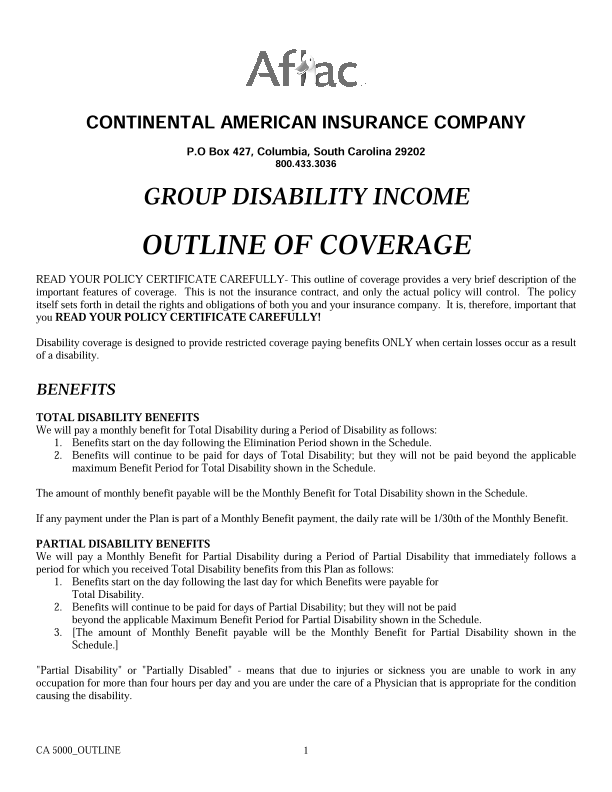 Aflac
CONTINENTAL AMERICAN INSURANCE COMPANY
P.O Box 427, Columbia, South Carolina 29202
800.433.3036
GROUP DISABILITY INCOME
OUTLINE OF COVERAGE
READ YOUR POLICY CERTIFICATE CAREFULLY- This outline of coverage provides a very brief description of the
important features of coverage. This is not the insurance contract, and only the actual policy will control. The policy
itself sets forth in detail the rights and obligations of both you and your insurance company. It is, therefore, important that
you READ YOUR POLICY CERTIFICATE CAREFULLY!
Disability coverage is designed to provide restricted coverage paying benefits ONLY when certain losses occur as a result
of a disability.
BENEFITS
TOTAL DISABILITY BENEFITS
We will pay a monthly benefit for Total Disability during a Period of Disability as follows:
1. Benefits start on the day following the Elimination Period shown in the Schedule.
2. Benefits will continue to be paid for days of Total Disability; but they will not be paid beyond the applicable
maximum Benefit Period for Total Disability shown in the Schedule.
The amount of monthly benefit payable will be the Monthly Benefit for Total Disability shown in the Schedule.
If any payment under the Plan is part of a Monthly Benefit payment, the daily rate will be 1/30th of the Monthly Benefit.
PARTIAL DISABILITY BENEFITS
We will pay a Monthly Benefit for Partial Disability during a Period of Partial Disability that immediately follows a
period for which you received Total Disability benefits from this Plan as follows:
1. Benefits start on the day following the last day for which Benefits were payable for
Total Disability.
2. Benefits will continue to be paid for days of Partial Disability; but they will not be paid
beyond the applicable Maximum Benefit Period for Partial Disability shown in the Schedule.
3. [The amount of Monthly Benefit payable will be the Monthly Benefit for Partial Disability shown in the
Schedule.]
"Partial Disability" or "Partially Disabled" - means that due to injuries or sickness you are unable to work in any
occupation for more than four hours per day and you are under the care of a Physician that is appropriate for the condition
causing the disability.
CA 5000_OUTLINE 1